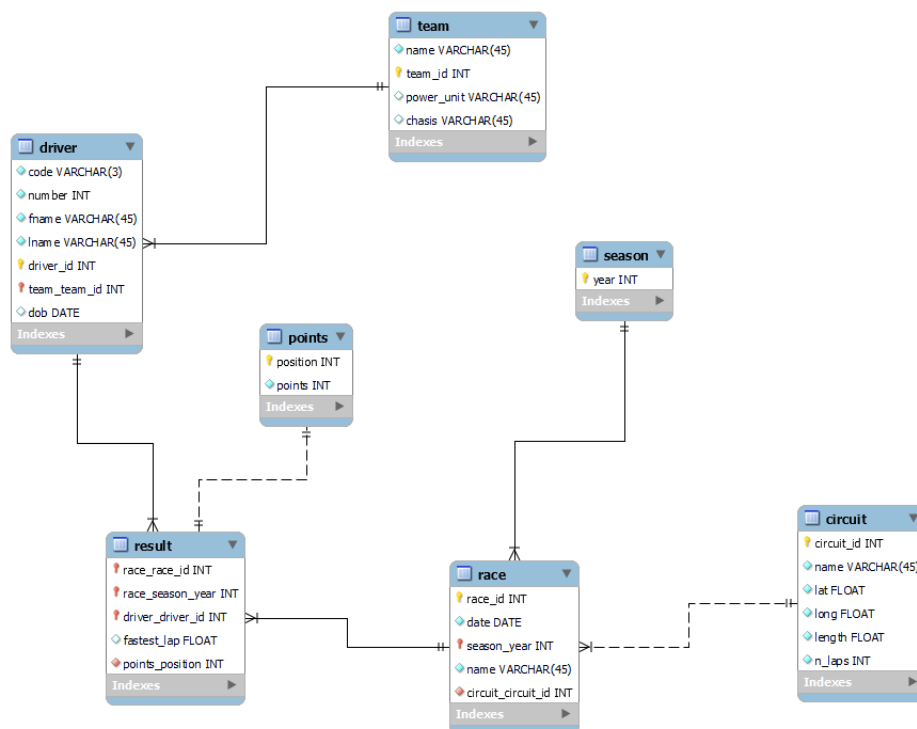 team
name VARCHAR(45)
team_id INT
power_unit VARCHAR(45)
chasis VARCHAR(45)
Indexes
driver
code VARCHAR(3)
number INT
fname VARCHAR(45)
lname VARCHAR(45)
driver_id INT
team_team_id INT
dob DATE
Indexes
season
year INT
Indexes
points
position INT
points INT
Indexes
result
race_race_id INT
race_season_year INT
driver_driver_id INT
fastest_lap FLOAT
points_position INT
Indexes
race
race_id INT
date DATE
season_year INT
name VARCHAR(45)
circuit_circuit_id INT
Indexes
circuit
circuit_id INT
name VARCHAR(45)
lat FLOAT
long FLOAT
length FLOAT
n_laps INT
Indexes